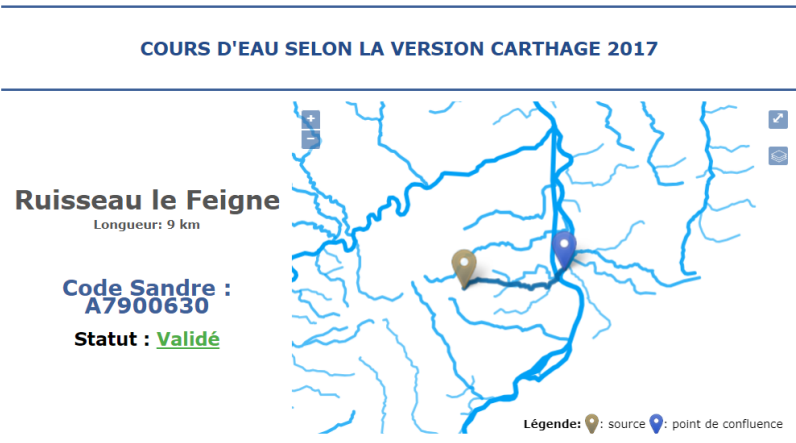 COURS D'EAU SELON LA VERSION CARTHAGE 2017
+
−
Ruisseau le Feigne
Longueur: 9 km
Code Sandre :
A7900630
Statut : Validé
Légende: : source : point de confluence